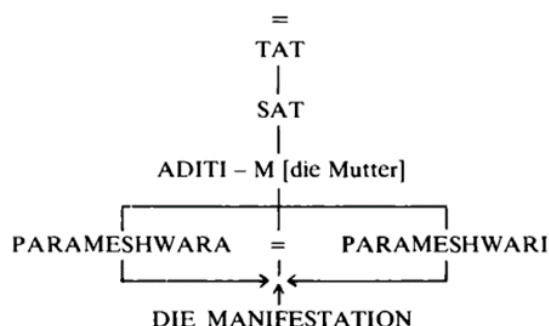 =
TAT
SAT
ADITI – M [die Mutter]
PARAMESHWARA = PARAMESHWARI
DIE MANIFESTATION